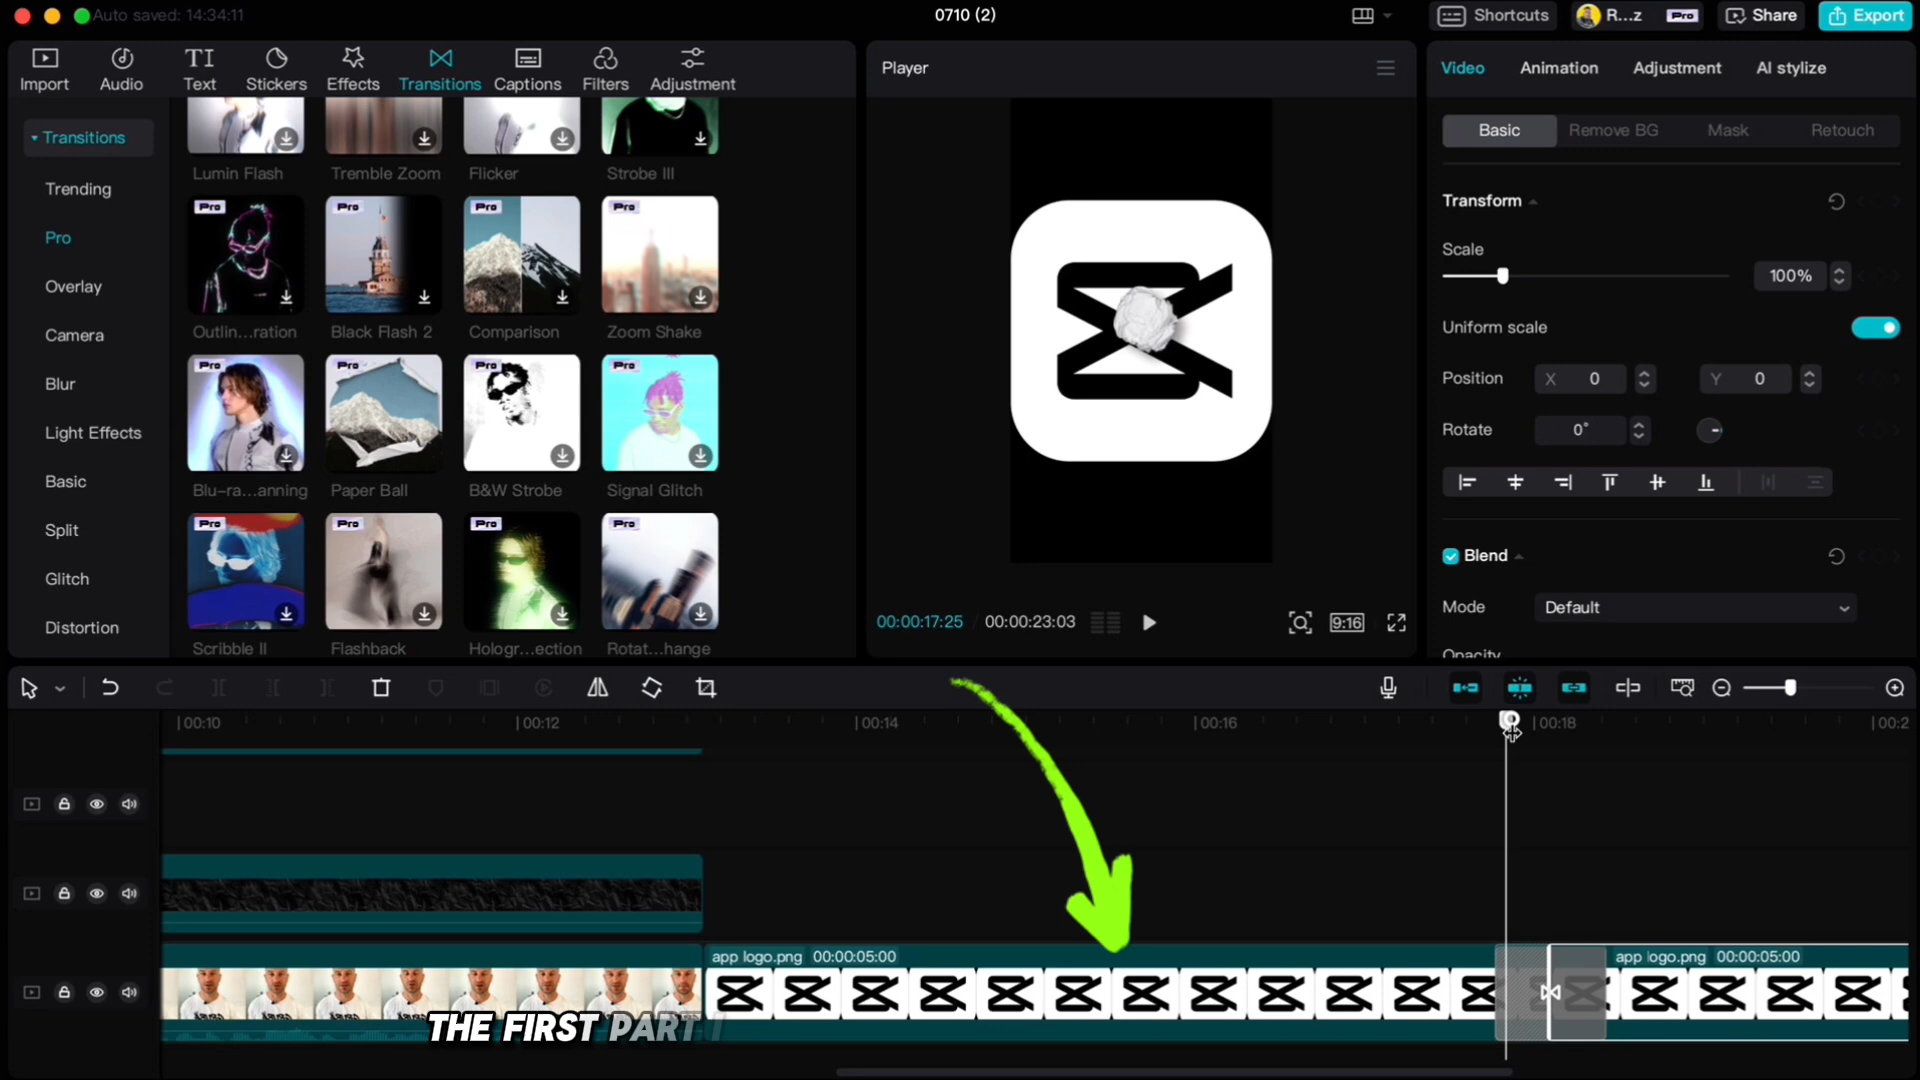 Auto saved: 14:34:11
0710 (2)
Shortcuts
R...z
Pro
Share
Export
Import
Audio
TI
Text
Stickers
Effects
Transitions
Captions
Filters
Adjustment
Player
Video
Animation
Adjustment
AI stylize
Transitions
Trending
Pro
Overlay
Camera
Blur
Light Effects
Basic
Split
Glitch
Distortion
Lumin Flash
Tremble Zoom
Flicker
Strobe III
Pro
Pro
Pro
Pro
Outlin...ration
Black Flash 2
Comparison
Zoom Shake
Pro
Pro
Pro
Pro
Blu-ra...anning
Paper Ball
B&W Strobe
Signal Glitch
Pro
Pro
Pro
Pro
Scribble II
Flashback
Hologr...ection
Rotat...hange
00:00:17:25
00:00:23:03
9:16
Basic
Remove BG
Mask
Retouch
Transform
Scale
100%
Uniform scale
Position
X 0
Y 0
Rotate
0°
Blend
Mode
Default
Opacity
00:10
00:12
00:14
00:16
00:18
00:2
app logo.png 00:00:05:00
app logo.png 00:00:05:00
THE FIRST PART I